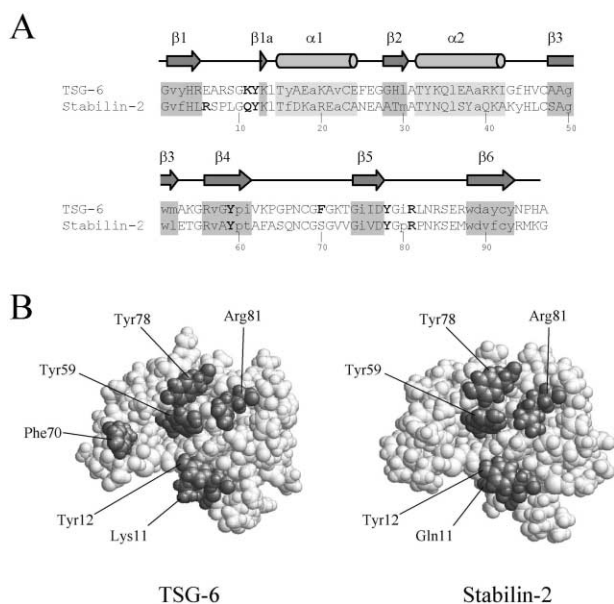 A
β1 β1a α1 β2 α2 β3
TSG-6 GvyHREARSGKYKlTyAEaKAvCEFEGGHlATYKQlEAaRKIGfHVCAAg
Stabilin-2 GvfHLRSPLGQYKlTfDKaREACANEAATmATYNQlSYaQKAKyHLCSAg
10 20 30 40 50
β3 β4 β5 β6
TSG-6 wmAKGRvGYpiVKPGPNCGFGKTGiIDYGiRLNRSERwdaycyNPHA
Stabilin-2 wlETGRvAYptAFASQNCGSGVVGiVDYGpRPNKSEMwdvfcyRMKG
60 70 80 90
B
Tyr78 Arg81 Tyr78 Arg81
Tyr59 Tyr59
Phe70
Tyr12 Tyr12
Lys11 Gln11
TSG-6 Stabilin-2